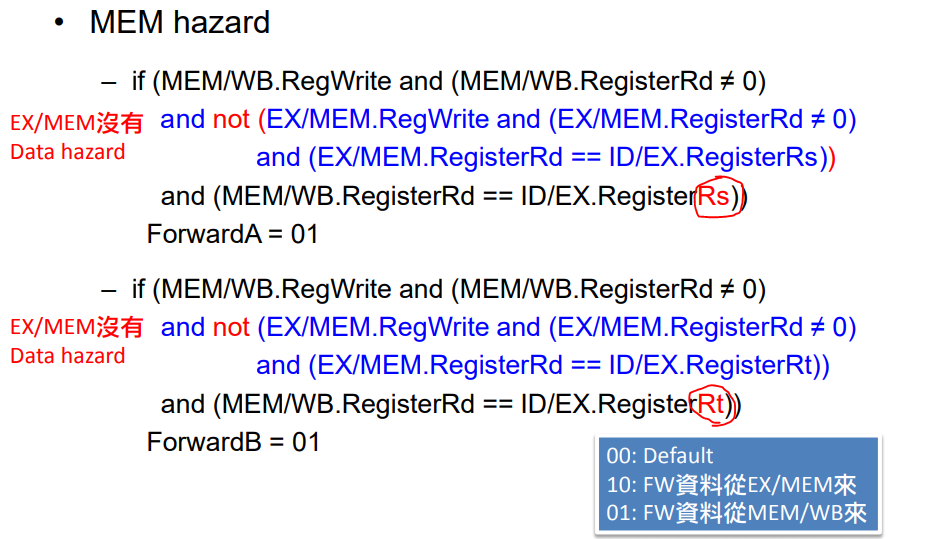 • MEM hazard
– if (MEM/WB.RegWrite and (MEM/WB.RegisterRd ≠ 0)
EX/MEM沒有 and not (EX/MEM.RegWrite and (EX/MEM.RegisterRd ≠ 0)
Data hazard and (EX/MEM.RegisterRd == ID/EX.RegisterRs))
and (MEM/WB.RegisterRd == ID/EX.RegisterRs))
ForwardA = 01
– if (MEM/WB.RegWrite and (MEM/WB.RegisterRd ≠ 0)
EX/MEM沒有 and not (EX/MEM.RegWrite and (EX/MEM.RegisterRd ≠ 0)
Data hazard and (EX/MEM.RegisterRd == ID/EX.RegisterRt))
and (MEM/WB.RegisterRd == ID/EX.RegisterRt))
ForwardB = 01
00: Default
10: FW資料從EX/MEM來
01: FW資料從MEM/WB來